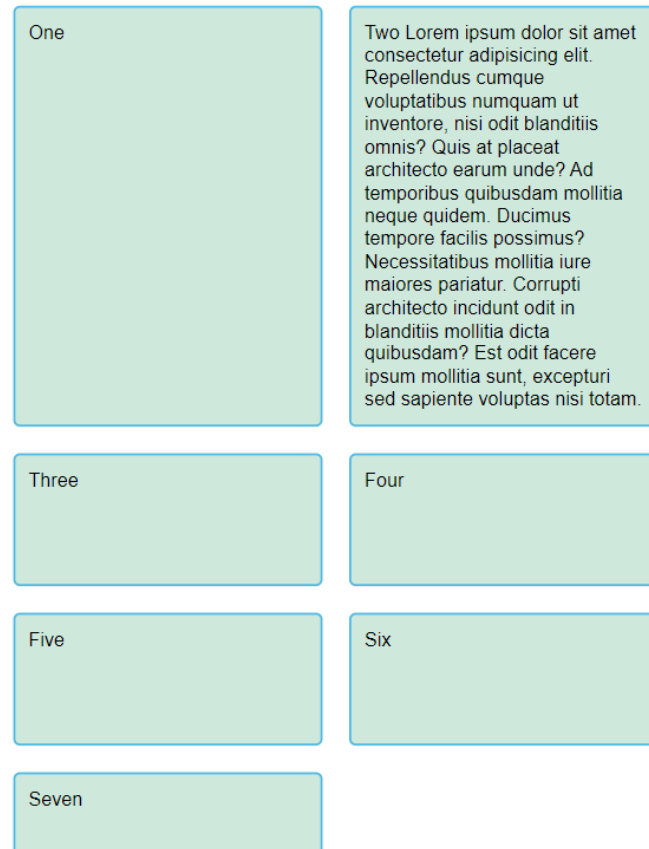 One
Two Lorem ipsum dolor sit amet
consectetur adipisicing elit.
Repellendus cumque
voluptatibus numquam ut
inventore, nisi odit blanditiis
omnis? Quis at placeat
architecto earum unde? Ad
temporibus quibusdam mollitia
neque quidem. Ducimus
tempore facilis possimus?
Necessitatibus mollitia iure
maiores pariatur. Corrupti
architecto incidunt odit in
blanditiis mollitia dicta
quibusdam? Est odit facere
ipsum mollitia sunt, excepturi
sed sapiente voluptas nisi totam.
Three
Four
Five
Six
Seven